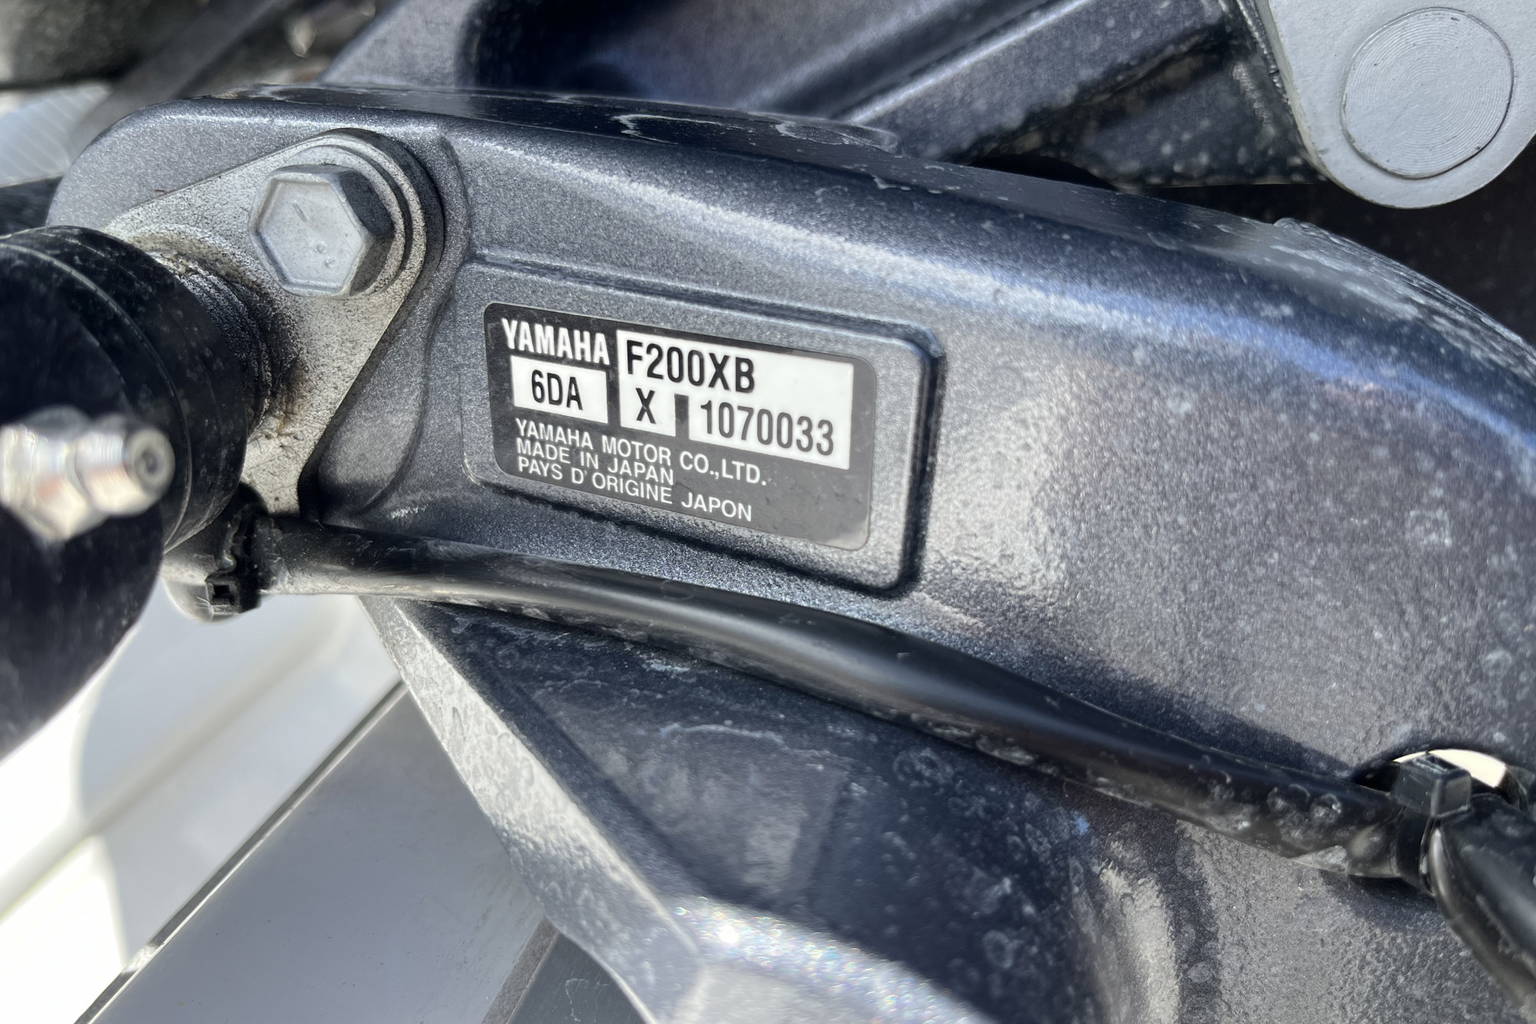 YAMAHA F200XB
6DA X 1070033
YAMAHA MOTOR CO.,LTD.
MADE IN JAPAN
PAYS D'ORIGINE JAPON